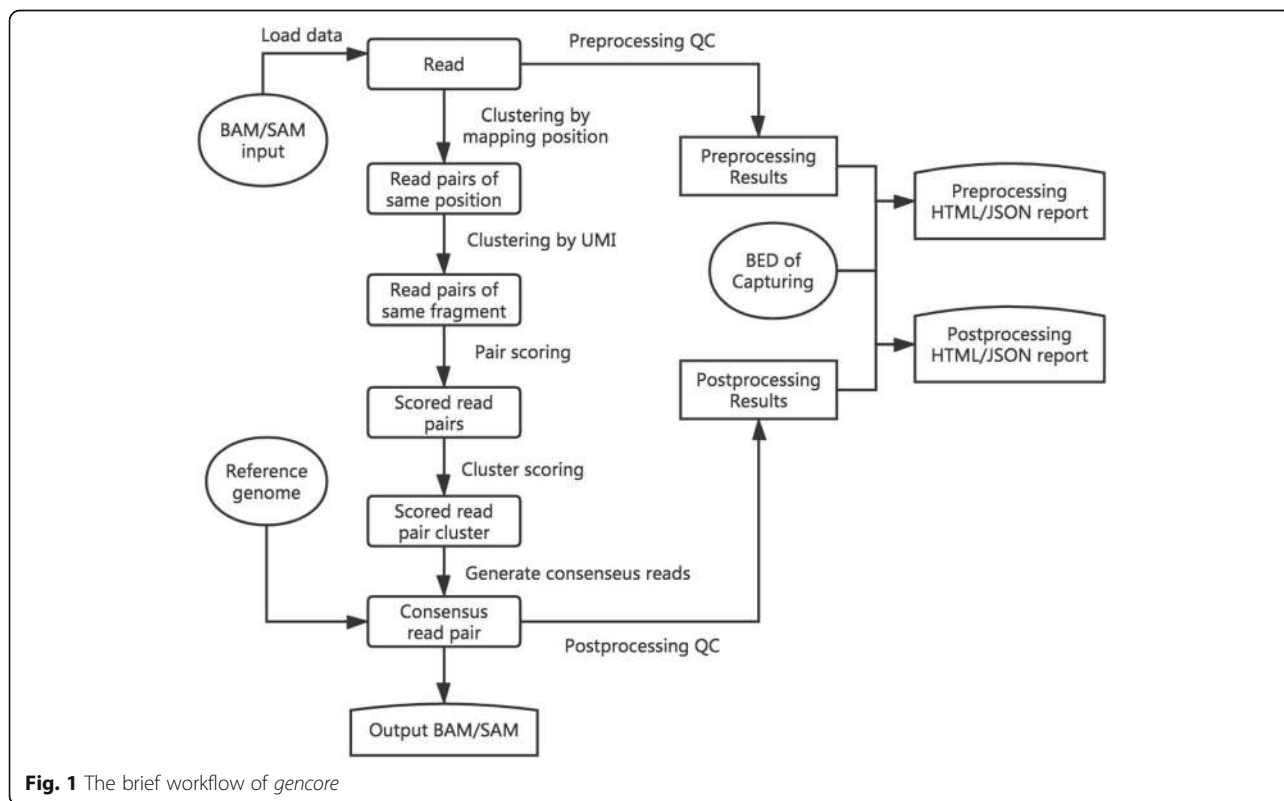 Load data
Read
Preprocessing QC
BAM/SAM
input
Clustering by
mapping position
Preprocessing
Results
Preprocessing
HTML/JSON report
Read pairs of
same position
Clustering by UMI
BED of
Capturing
Read pairs of
same fragment
Postprocessing
HTML/JSON report
Pair scoring
Postprocessing
Results
Scored read
pairs
Cluster scoring
Reference
genome
Scored read
pair cluster
Generate consenseus reads
Consensus
read pair
Postprocessing QC
Output BAM/SAM
Fig. 1 The brief workflow of gencore